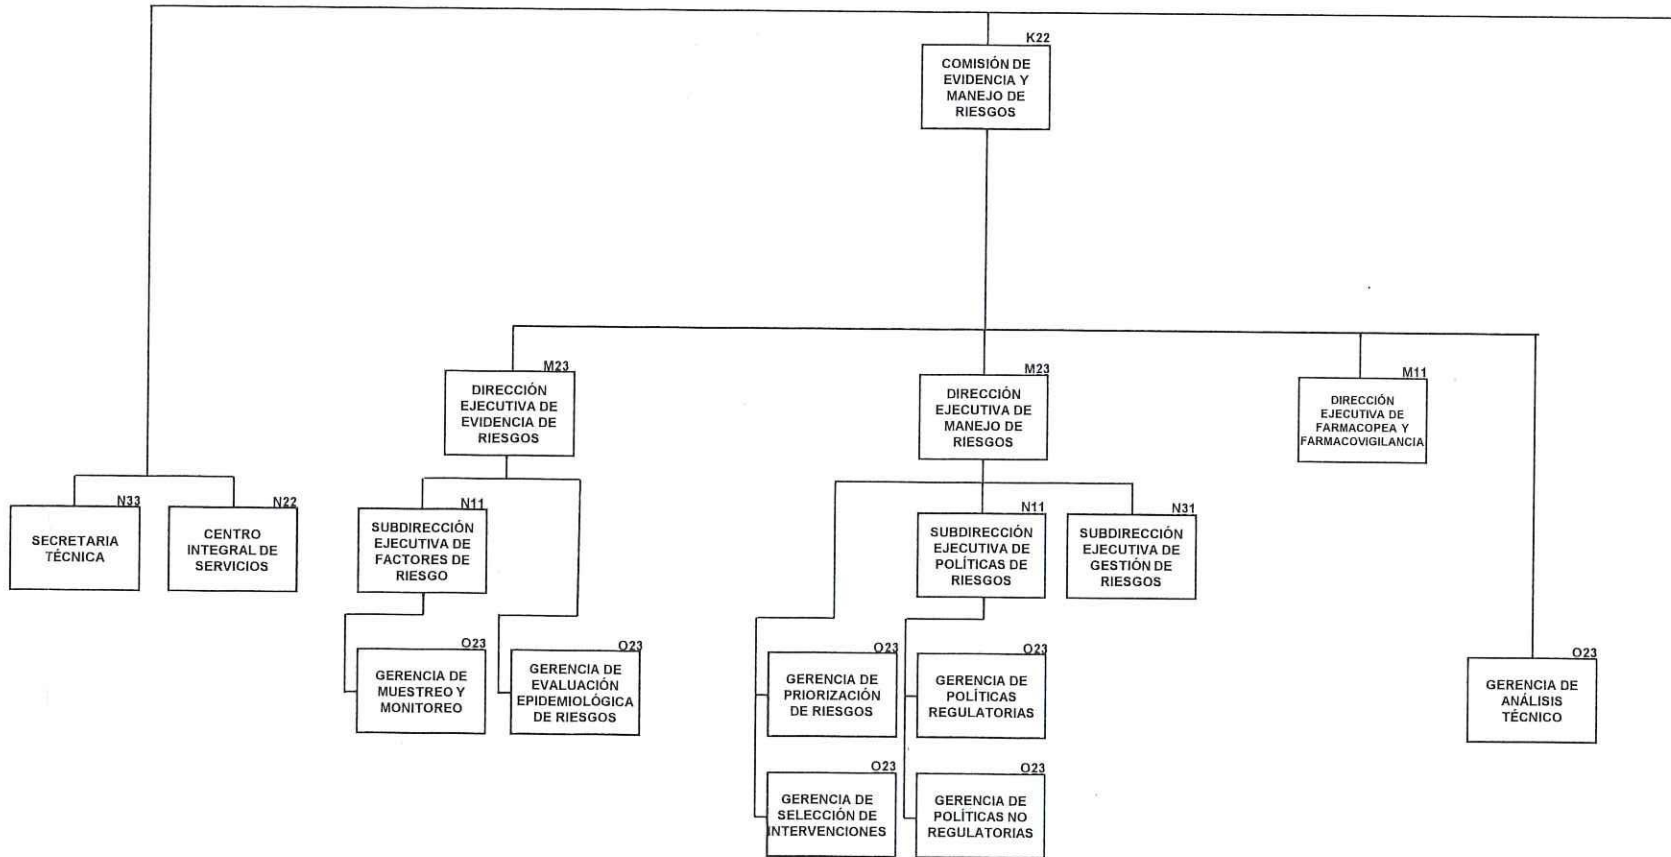 K22
COMISIÓN DE
EVIDENCIA Y
MANEJO DE
RIESGOS
M23
DIRECCIÓN
EJECUTIVA DE
EVIDENCIA DE
RIESGOS
M23
DIRECCIÓN
EJECUTIVA DE
MANEJO DE
RIESGOS
M11
DIRECCIÓN
EJECUTIVA DE
FARMACOPEA Y
FARMACOVIGILANCIA
N33
SECRETARIA
TÉCNICA
N22
CENTRO
INTEGRAL DE
SERVICIOS
N11
SUBDIRECCIÓN
EJECUTIVA DE
FACTORES DE
RIESGO
N11
SUBDIRECCIÓN
EJECUTIVA DE
POLÍTICAS DE
RIESGOS
N31
SUBDIRECCIÓN
EJECUTIVA DE
GESTIÓN DE
RIESGOS
O23
GERENCIA DE
MUESTREO Y
MONITOREO
O23
GERENCIA DE
EVALUACIÓN
EPIDEMIOLÓGICA
DE RIESGOS
O23
GERENCIA DE
PRIORIZACIÓN
DE RIESGOS
O23
GERENCIA DE
POLÍTICAS
REGULATORIAS
O23
GERENCIA DE
ANÁLISIS
TÉCNICO
O23
GERENCIA DE
SELECCIÓN DE
INTERVENCIONES
O23
GERENCIA DE
POLÍTICAS NO
REGULATORIAS